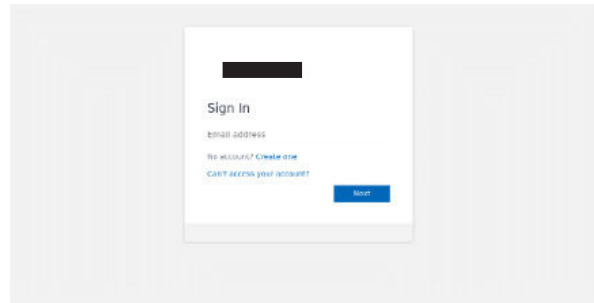 Sign In
Email address
No account? Create one
Can't access your account?
Next